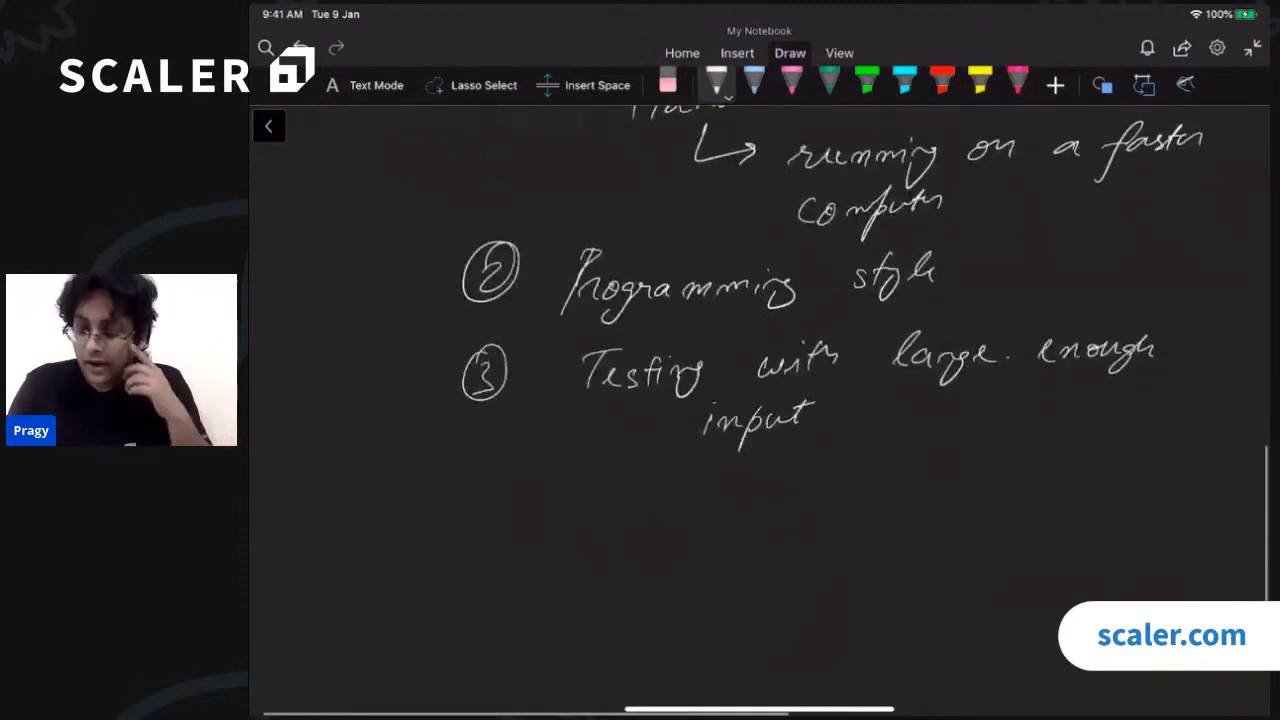 9:41 AM Tue 9 Jan
100%
My Notebook
Home Insert Draw View
SCALER
A Text Mode Lasso Select Insert Space
running on a faster
computer
2 Programming style
3 Testing with large enough
input
Pragy
scaler.com